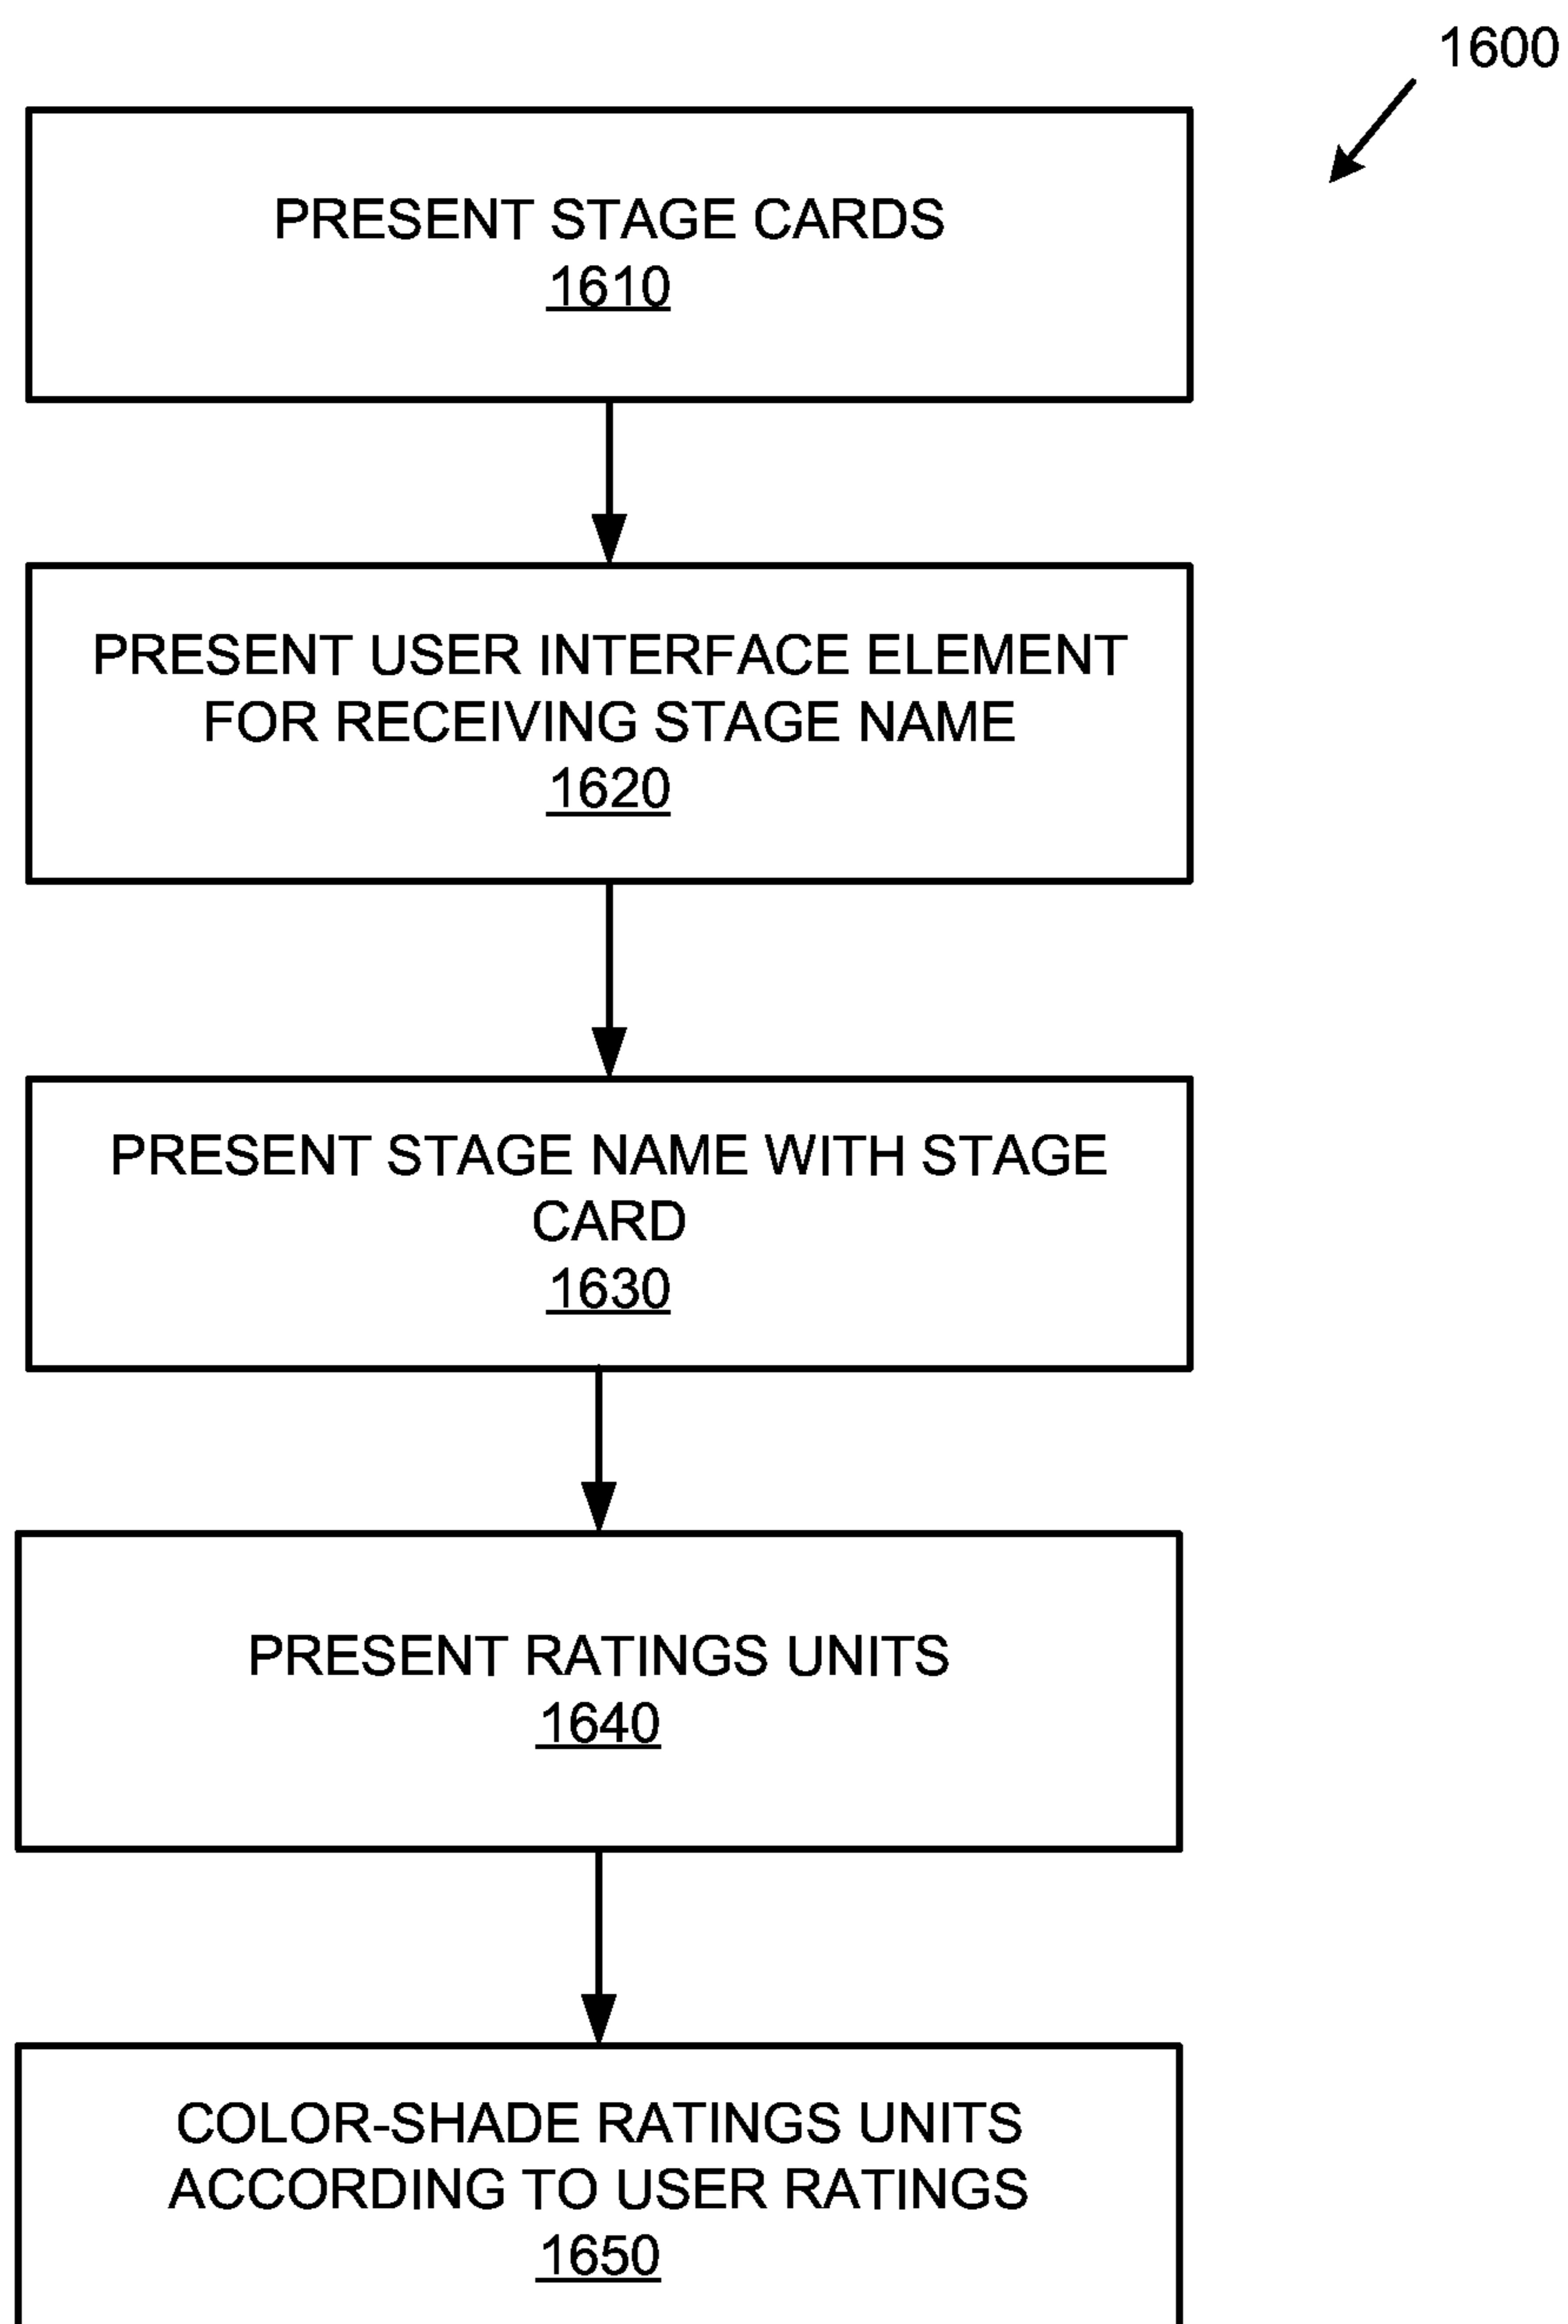 1600
PRESENT STAGE CARDS
1610
PRESENT USER INTERFACE ELEMENT
FOR RECEIVING STAGE NAME
1620
PRESENT STAGE NAME WITH STAGE
CARD
1630
PRESENT RATINGS UNITS
1640
COLOR-SHADE RATINGS UNITS
ACCORDING TO USER RATINGS
1650